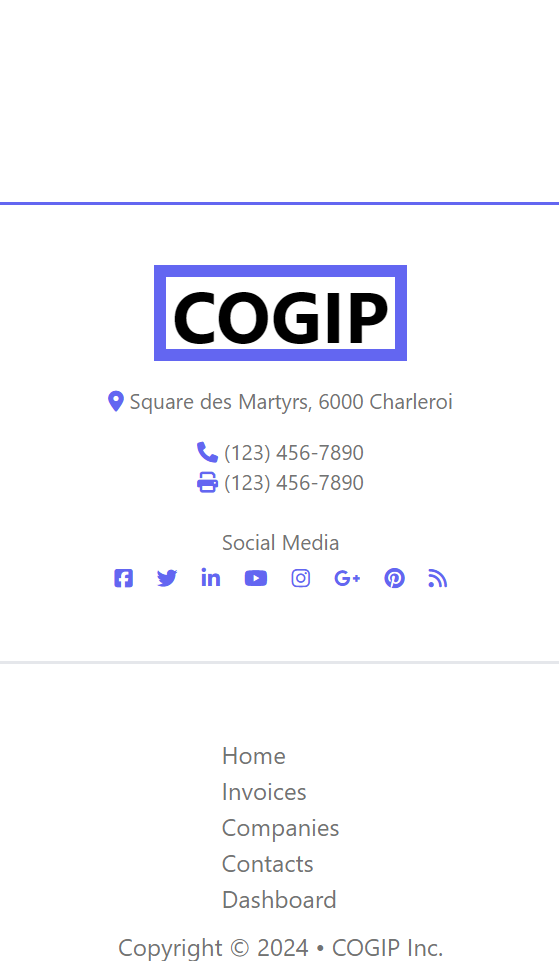 COGIP
Square des Martyrs, 6000 Charleroi
(123) 456-7890
(123) 456-7890
Social Media
Home
Invoices
Companies
Contacts
Dashboard
Copyright © 2024 • COGIP Inc.